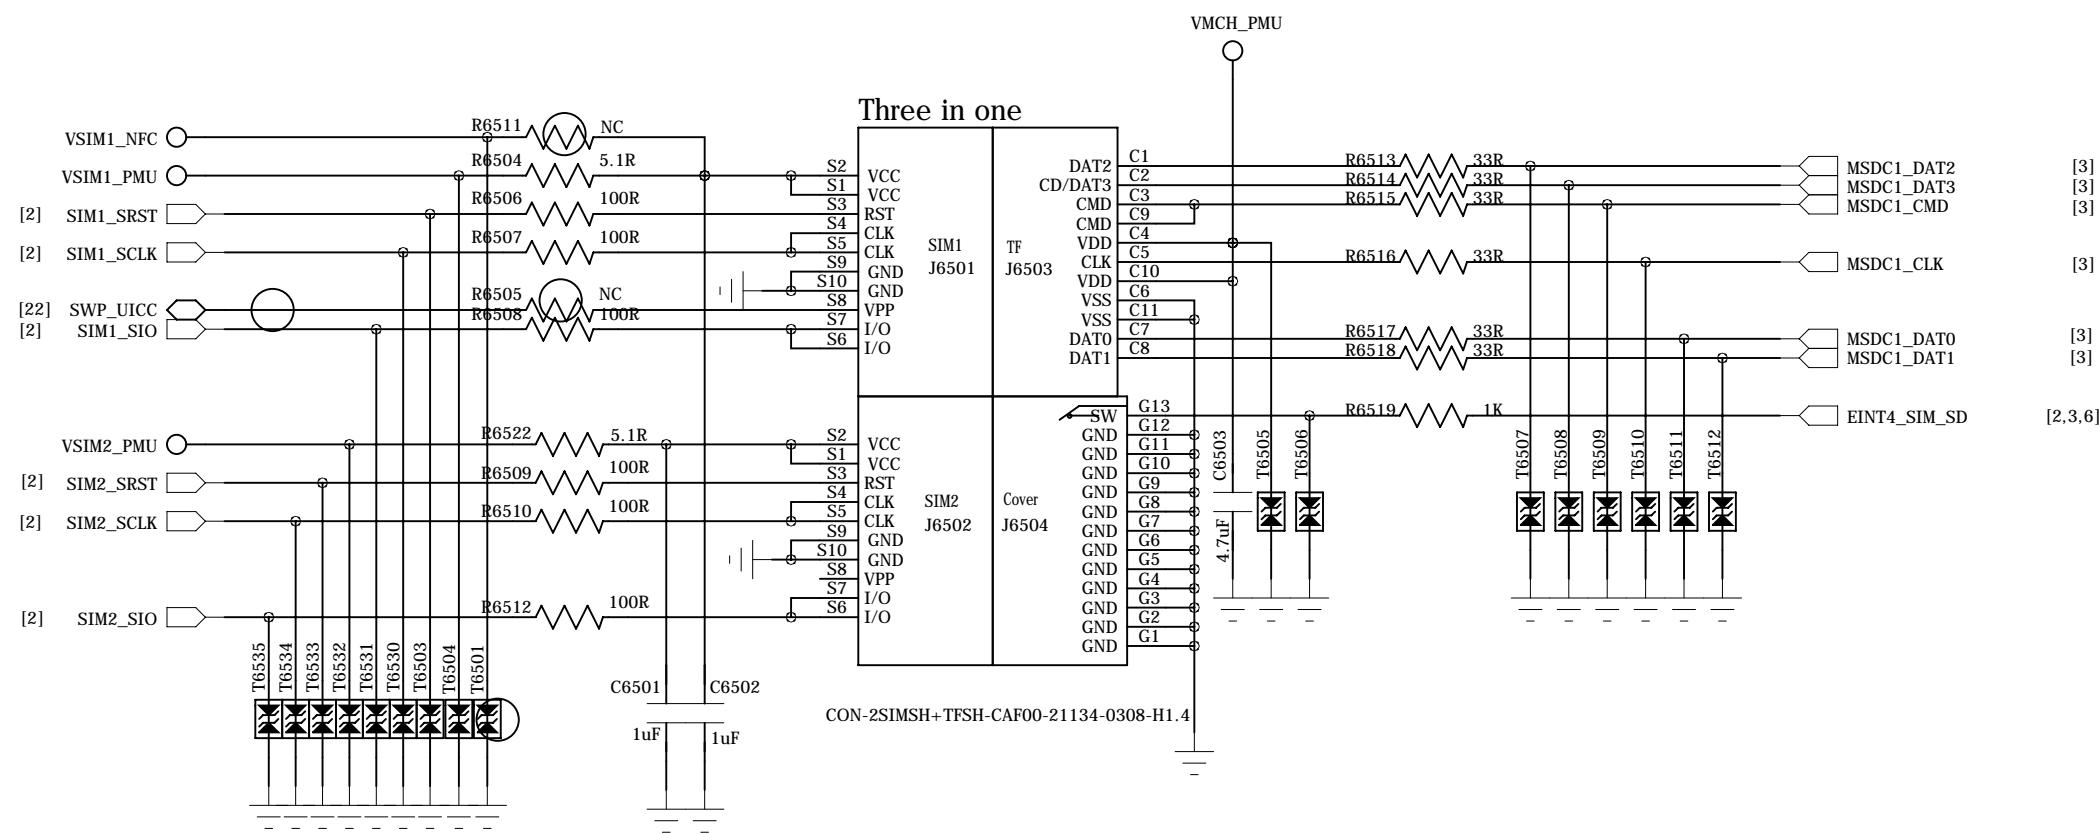 VMCH_PMU
Three in one
VSIM1_NFC R6511 NC
VSIM1_PMU R6504 5.1R
[2] SIM1_SRST R6506 100R
[2] SIM1_SCLK R6507 100R
[22] SWP_UICC R6505 NC
[2] SIM1_SIO R6508 100R
S2 VCC
S1 VCC
S3 RST
S4 CLK
S5 CLK
S9 GND
S10 GND
S8 VPP
S7 I/O
S6 I/O
SIM1
J6501
TF
J6503
DAT2 C1
CD/DAT3 C2
CMD C3
CMD C9
VDD C4
CLK C5
VDD C10
VSS C6
VSS C11
DAT0 C7
DAT1 C8
R6513 33R MSDC1_DAT2 [3]
R6514 33R MSDC1_DAT3 [3]
R6515 33R MSDC1_CMD [3]
R6516 33R MSDC1_CLK [3]
R6517 33R MSDC1_DAT0 [3]
R6518 33R MSDC1_DAT1 [3]
R6519 1K EINT4_SIM_SD [2,3,6]
VSIM2_PMU R6522 5.1R
[2] SIM2_SRST R6509 100R
[2] SIM2_SCLK R6510 100R
[2] SIM2_SIO R6512 100R
S2 VCC
S1 VCC
S3 RST
S4 CLK
S5 CLK
S9 GND
S10 GND
S8 VPP
S7 I/O
S6 I/O
SIM2
J6502
Cover
J6504
SW G13
GND G12
GND G11
GND G10
GND G9
GND G8
GND G7
GND G6
GND G5
GND G4
GND G3
GND G2
GND G1
C6503
4.7uF
T6505
T6506
T6507
T6508
T6509
T6510
T6511
T6512
T6535
T6534
T6533
T6532
T6531
T6530
T6503
T6504
T6501
C6501 C6502
1uF 1uF
CON-2SIMSH+TFSH-CAF00-21134-0308-H1.4